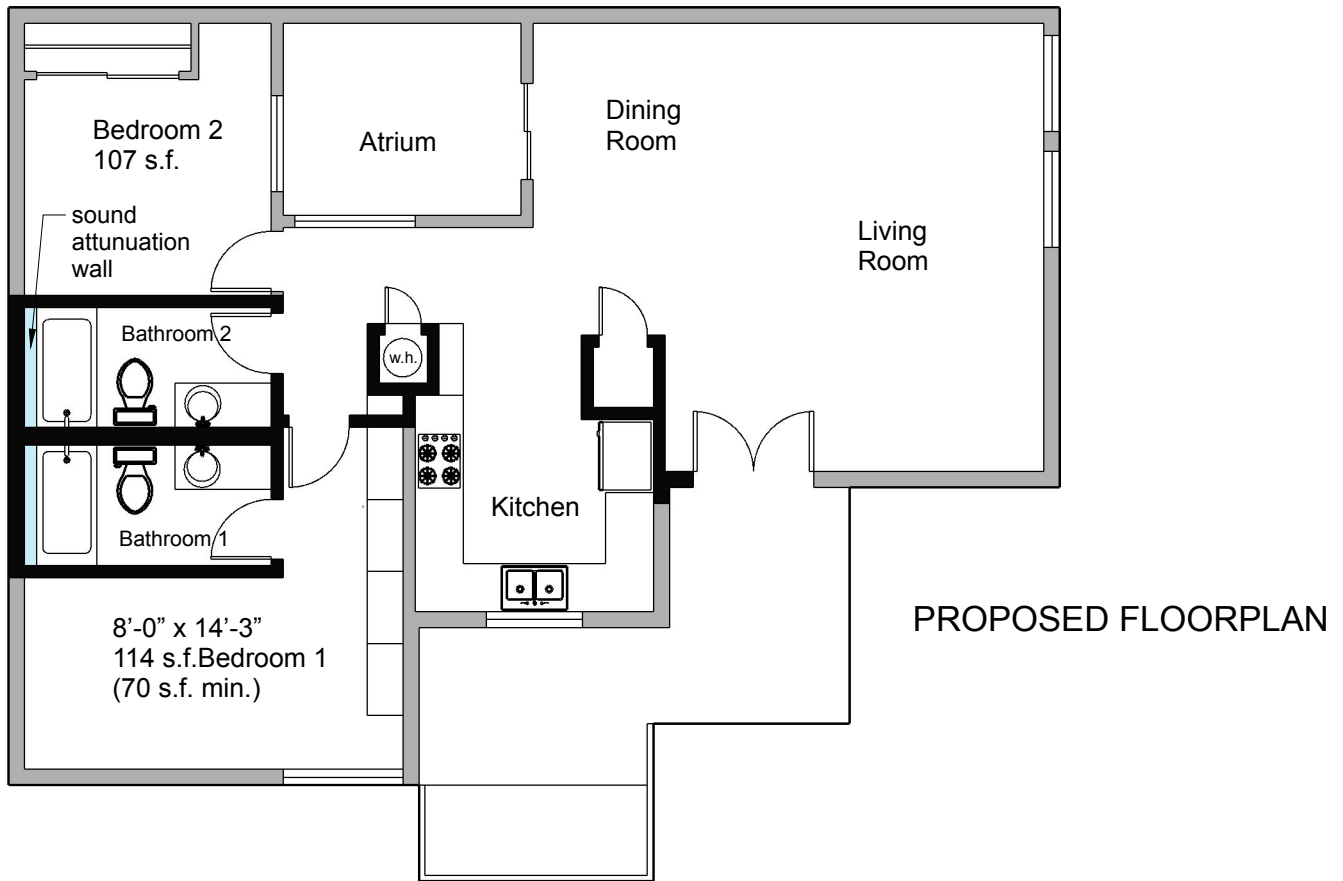 Bedroom 2
107 s.f.
Atrium
Dining
Room
sound
attunuation
wall
Living
Room
Bathroom 2
w.h.
Kitchen
Bathroom 1
8’-0” x 14’-3”
114 s.f.Bedroom 1
(70 s.f. min.)
PROPOSED FLOORPLAN